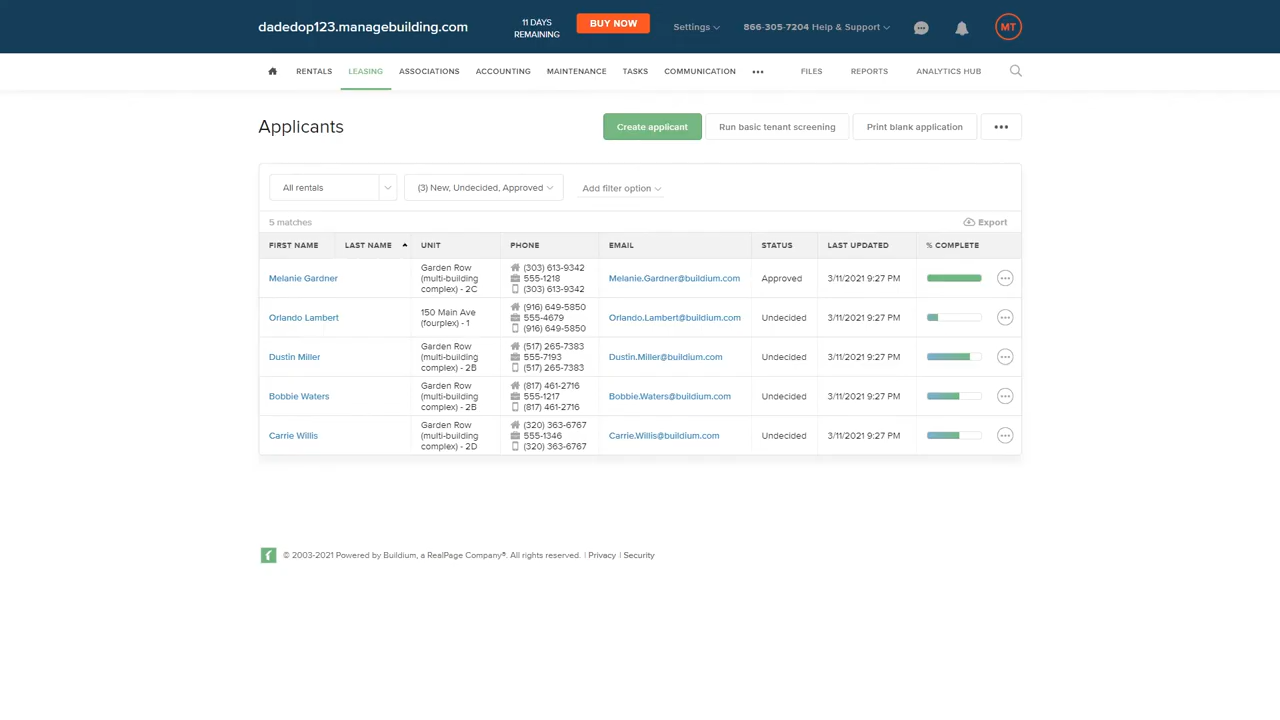 dadedop123.managebuilding.com
11 DAYS
REMAINING
BUY NOW
Settings
866-305-7204 Help & Support
MT
RENTALS
LEASING
ASSOCIATIONS
ACCOUNTING
MAINTENANCE
TASKS
COMMUNICATION
FILES
REPORTS
ANALYTICS HUB
Applicants
Create applicant
Run basic tenant screening
Print blank application
All rentals
(3) New, Undecided, Approved
Add filter option
5 matches
Export
FIRST NAME
LAST NAME
UNIT
PHONE
EMAIL
STATUS
LAST UPDATED
% COMPLETE
Melanie Gardner
Garden Row
(multi-building
complex) - 2C
(303) 613-9342
555-1218
(303) 613-9342
Melanie.Gardner@buildium.com
Approved
3/11/2021 9:27 PM
Orlando Lambert
150 Main Ave
(fourplex) - 1
(916) 649-5850
555-4679
(916) 649-5850
Orlando.Lambert@buildium.com
Undecided
3/11/2021 9:27 PM
Dustin Miller
Garden Row
(multi-building
complex) - 2B
(517) 265-7383
555-7193
(517) 265-7383
Dustin.Miller@buildium.com
Undecided
3/11/2021 9:27 PM
Bobbie Waters
Garden Row
(multi-building
complex) - 2B
(817) 461-2716
555-1217
(817) 461-2716
Bobbie.Waters@buildium.com
Undecided
3/11/2021 9:27 PM
Carrie Willis
Garden Row
(multi-building
complex) - 2D
(320) 363-6767
555-1346
(320) 363-6767
Carrie.Willis@buildium.com
Undecided
3/11/2021 9:27 PM
© 2003-2021 Powered by Buildium, a RealPage Company®. All rights reserved. | Privacy | Security